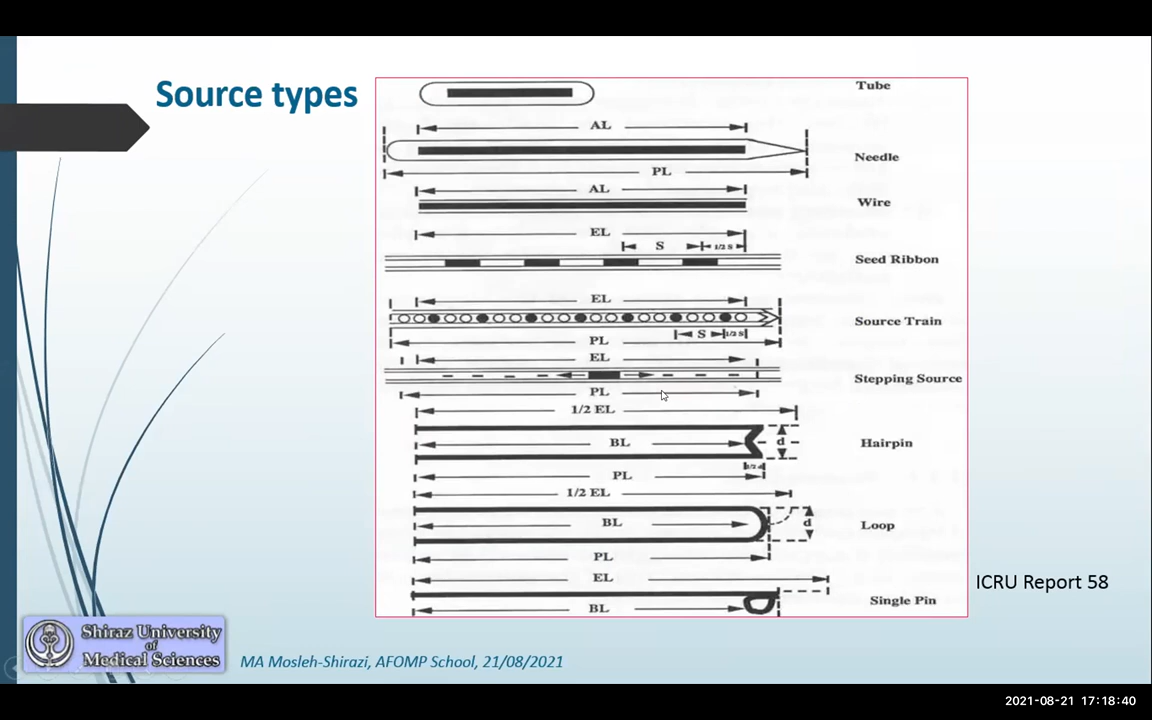 Source types
Tube
AL
Needle
PL
AL
Wire
EL
S 1/2 S
Seed Ribbon
EL
Source Train
S 1/2 S
PL
EL
Stepping Source
PL
1/2 EL
BL d
Hairpin
PL
1/2 EL
BL d
Loop
PL
EL
ICRU Report 58
Single Pin
BL
Shiraz University
of
Medical Sciences
MA Mosleh-Shirazi, AFOMP School, 21/08/2021
2021-08-21 17:18:40